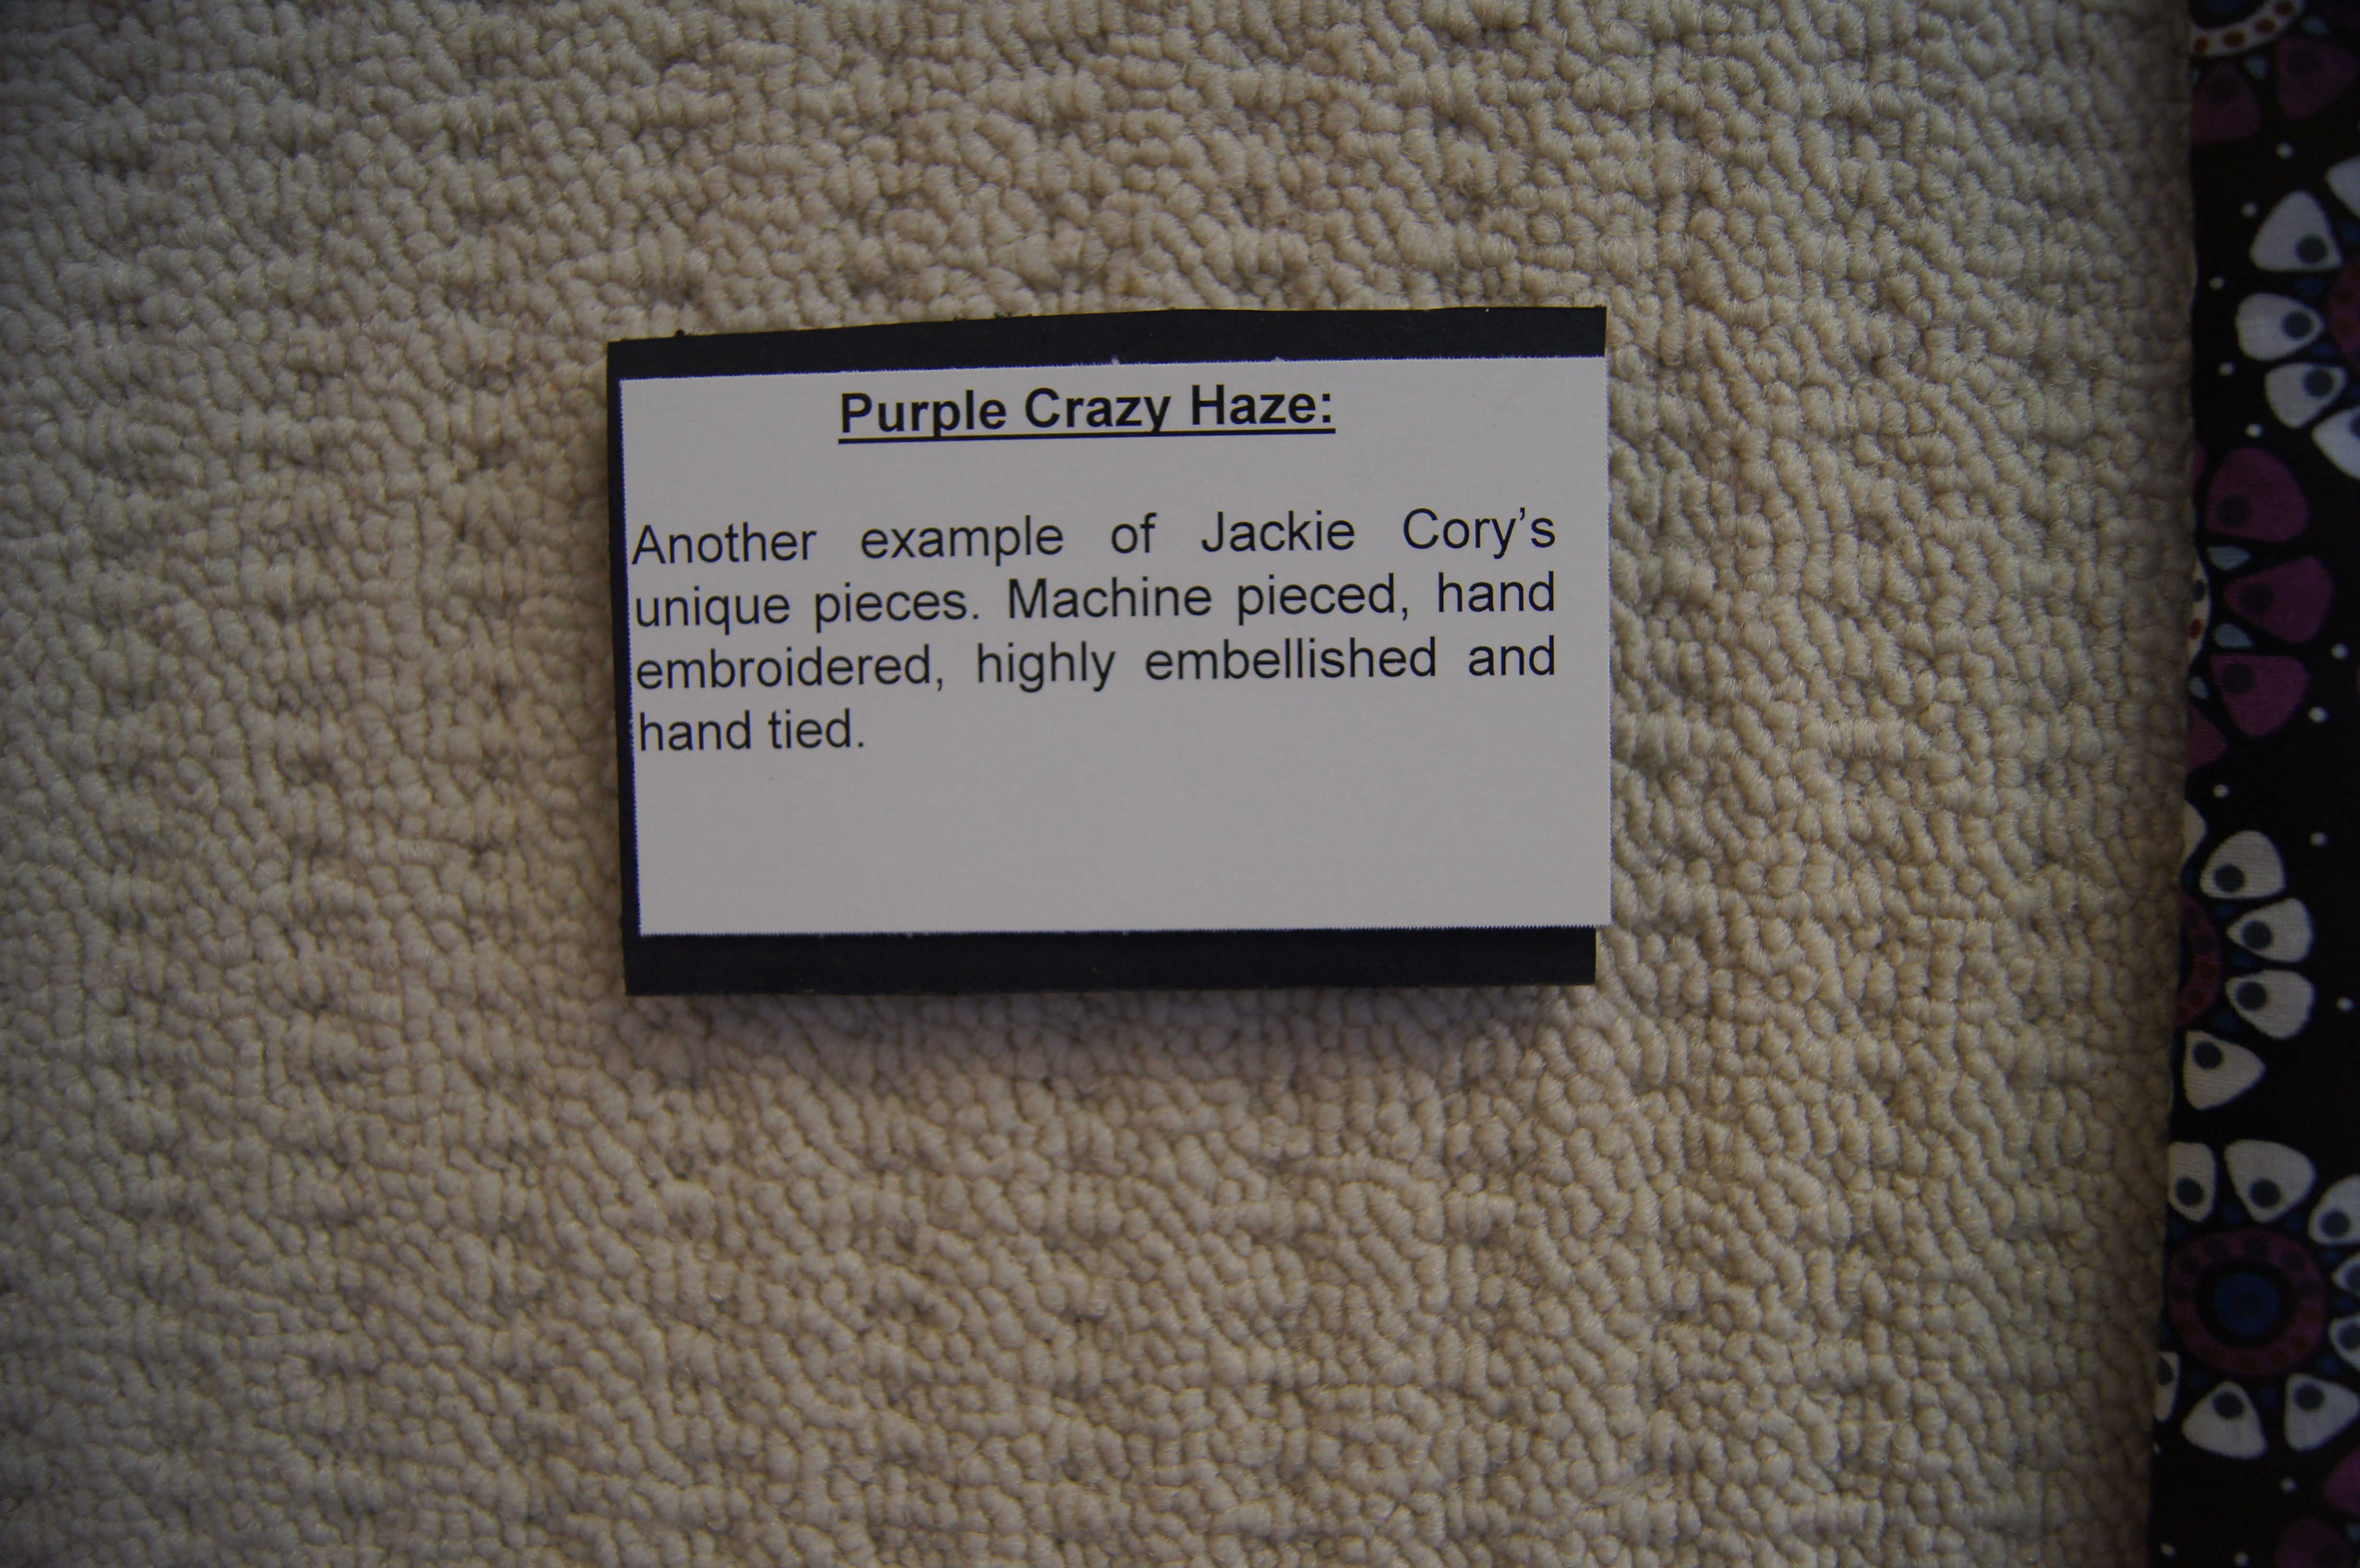 Purple Crazy Haze:
Another example of Jackie Cory’s
unique pieces. Machine pieced, hand
embroidered, highly embellished and
hand tied.